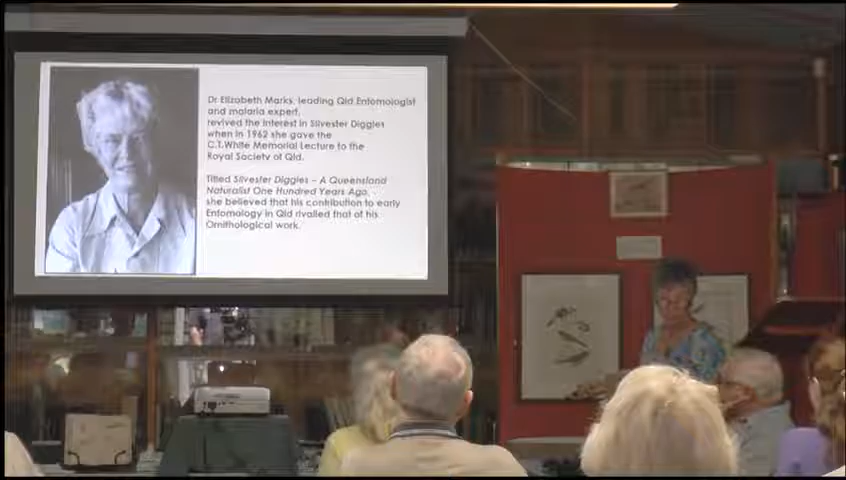 Dr Elizabeth Marks, leading Qld Entomologist
and malaria expert,
revived the interest in Silvester Diggles
when in 1962 she gave the
C.T.White Memorial Lecture to the
Royal Society of Qld.
Titled Silvester Diggles – A Queensland
Naturalist One Hundred Years Ago, -
she believed that his contribution to early
Entomology in Qld rivalled that of his
Ornithological work.